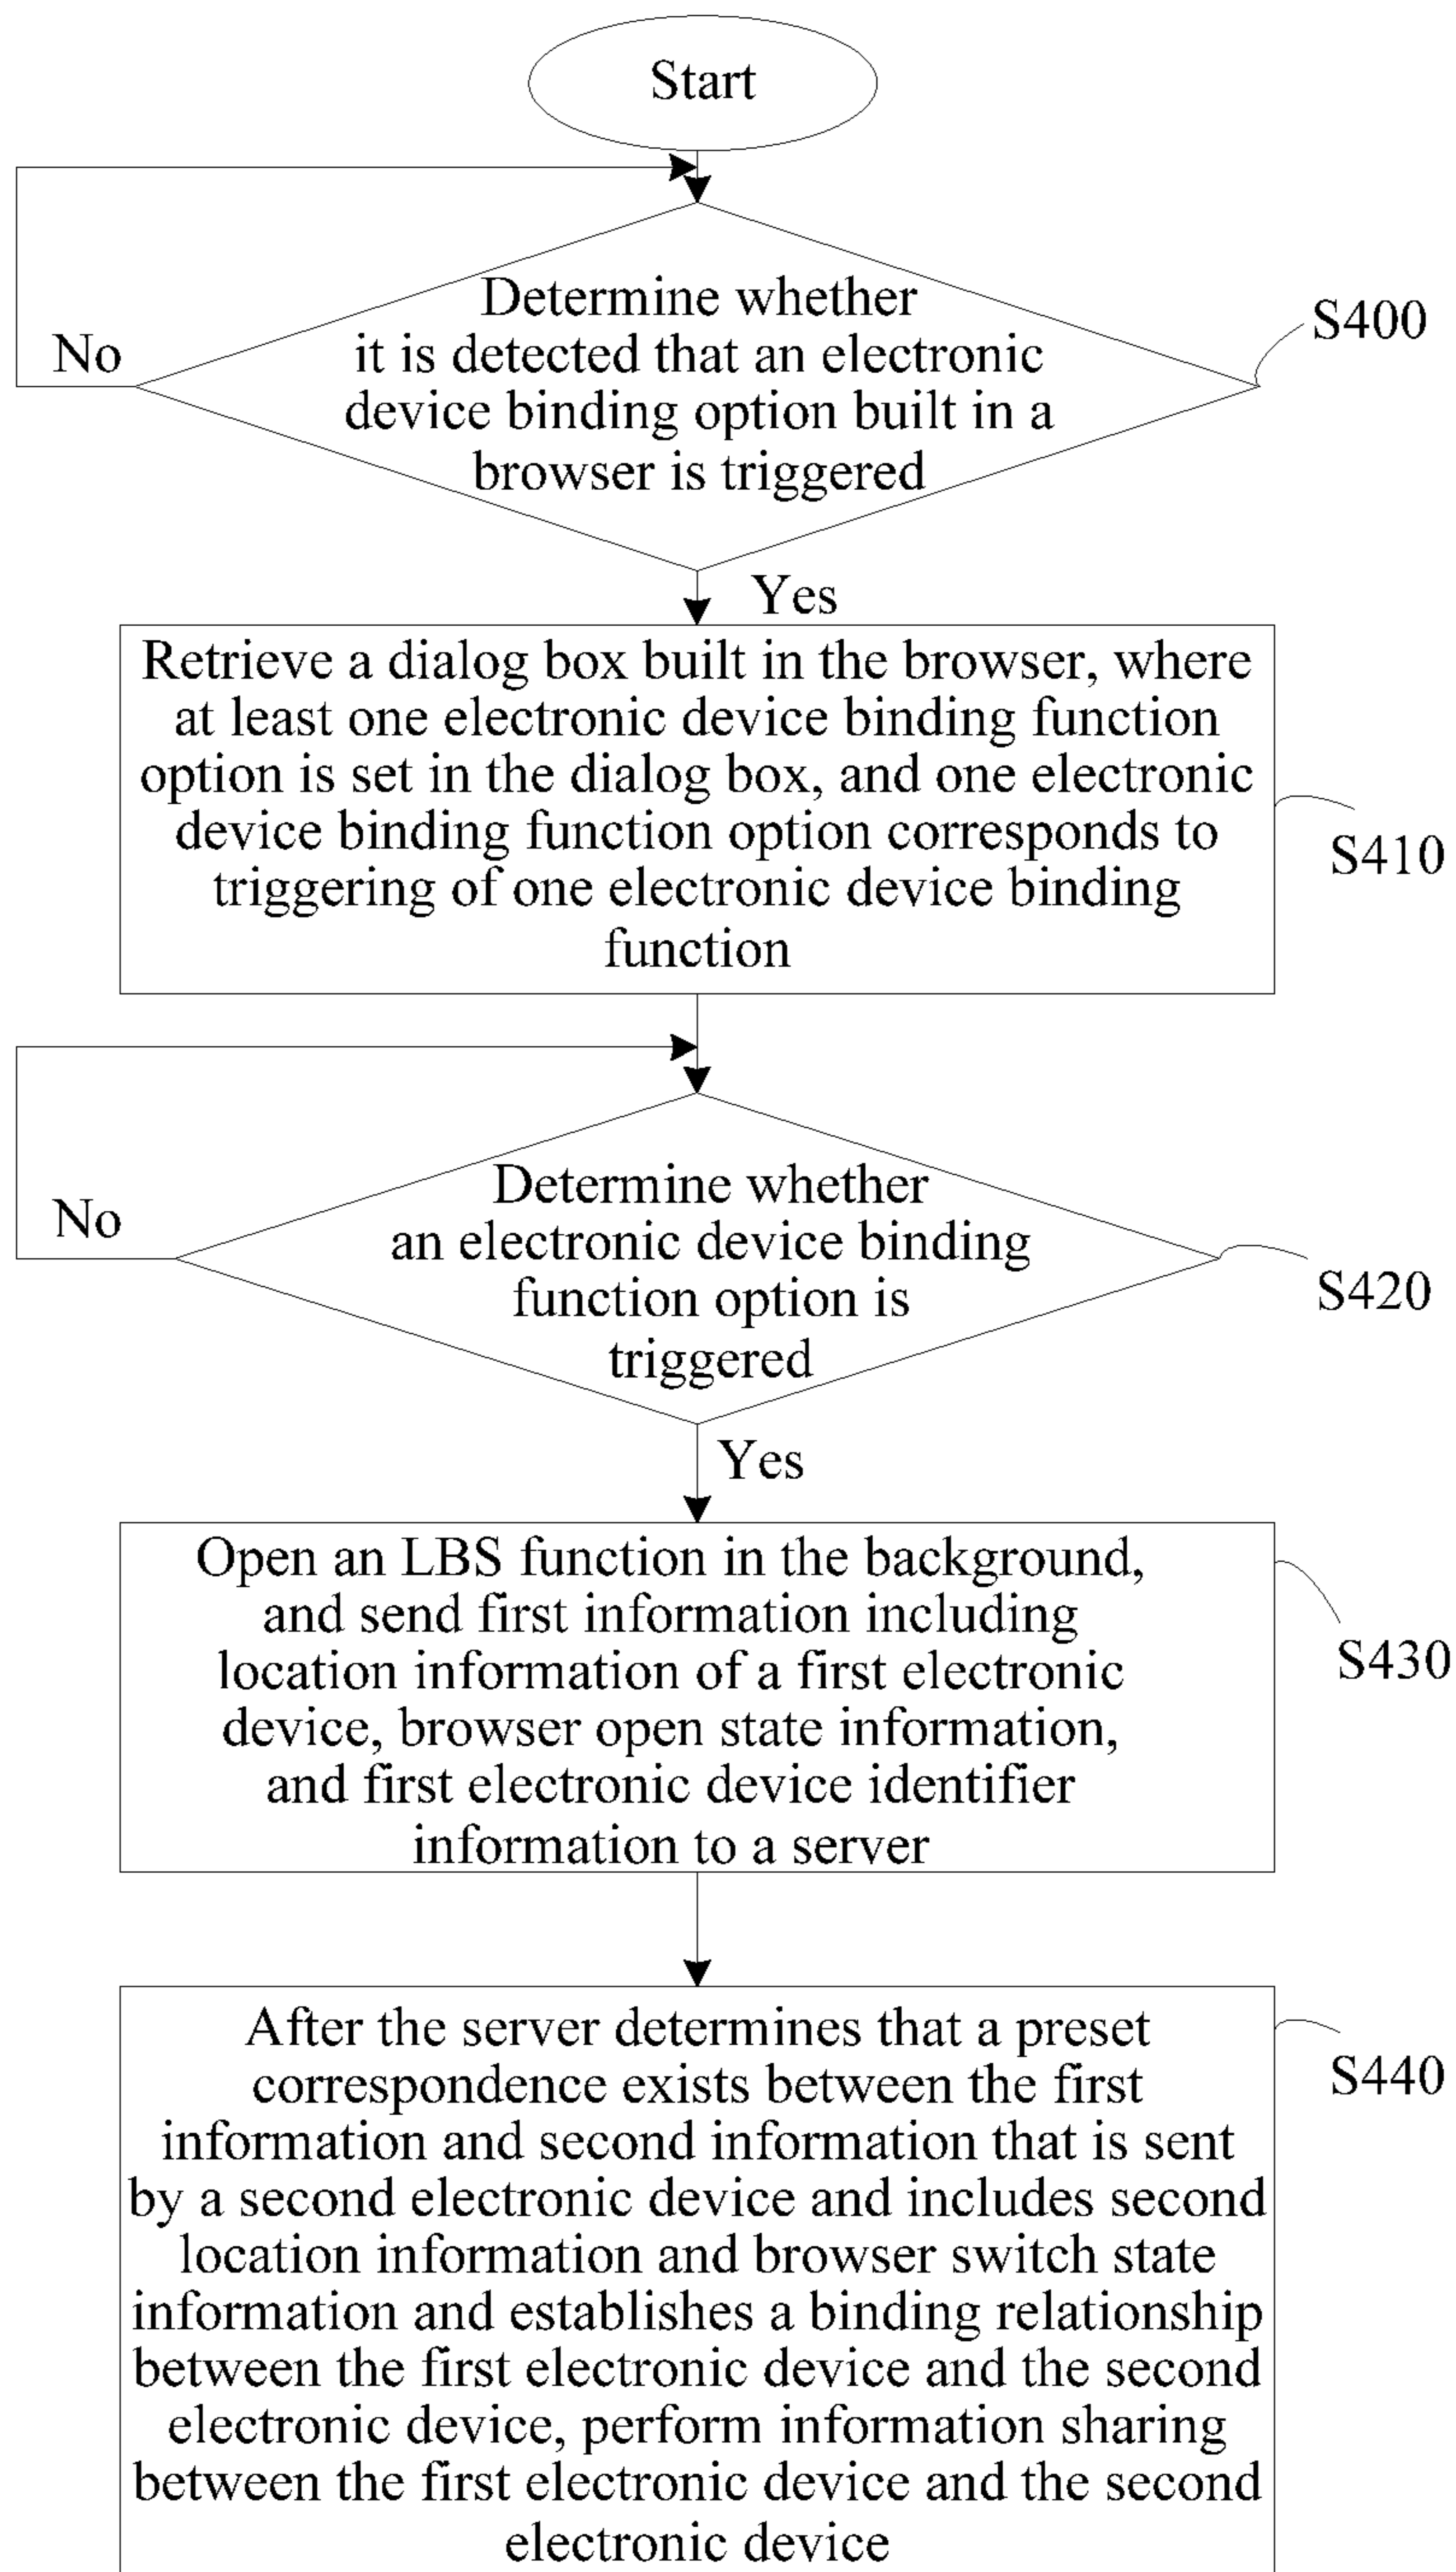 Start
Determine whether
it is detected that an electronic
device binding option built in a
browser is triggered
S400
No
Yes
Retrieve a dialog box built in the browser, where
at least one electronic device binding function
option is set in the dialog box, and one electronic
device binding function option corresponds to
triggering of one electronic device binding
function
S410
Determine whether
an electronic device binding
function option is
triggered
No
S420
Yes
Open an LBS function in the background,
and send first information including
location information of a first electronic
device, browser open state information,
and first electronic device identifier
information to a server
S430
After the server determines that a preset
correspondence exists between the first
information and second information that is sent
by a second electronic device and includes second
location information and browser switch state
information and establishes a binding relationship
between the first electronic device and the second
electronic device, perform information sharing
between the first electronic device and the second
electronic device
S440